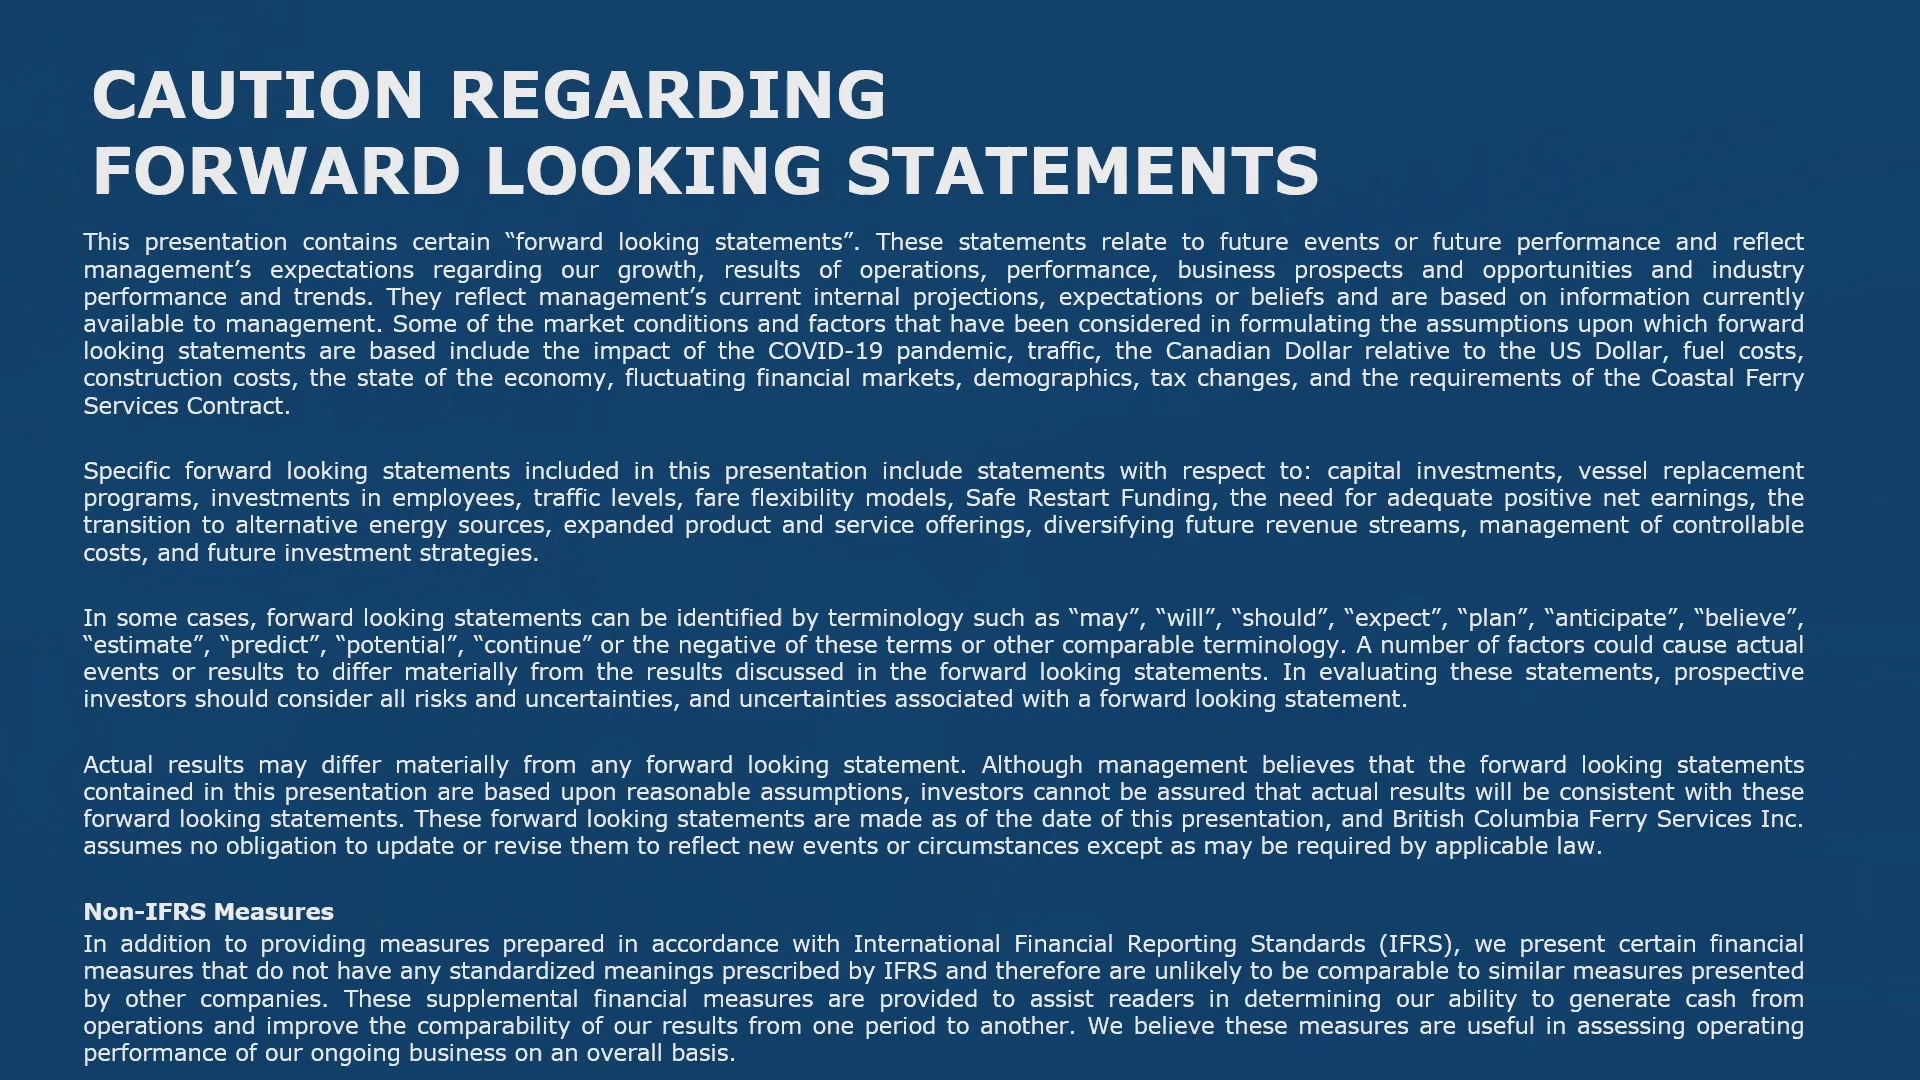 CAUTION REGARDING
FORWARD LOOKING STATEMENTS
This presentation contains certain “forward looking statements”. These statements relate to future events or future performance and reflect
management’s expectations regarding our growth, results of operations, performance, business prospects and opportunities and industry
performance and trends. They reflect management’s current internal projections, expectations or beliefs and are based on information currently
available to management. Some of the market conditions and factors that have been considered in formulating the assumptions upon which forward
looking statements are based include the impact of the COVID-19 pandemic, traffic, the Canadian Dollar relative to the US Dollar, fuel costs,
construction costs, the state of the economy, fluctuating financial markets, demographics, tax changes, and the requirements of the Coastal Ferry
Services Contract.
Specific forward looking statements included in this presentation include statements with respect to: capital investments, vessel replacement
programs, investments in employees, traffic levels, fare flexibility models, Safe Restart Funding, the need for adequate positive net earnings, the
transition to alternative energy sources, expanded product and service offerings, diversifying future revenue streams, management of controllable
costs, and future investment strategies.
In some cases, forward looking statements can be identified by terminology such as “may”, “will”, “should”, “expect”, “plan”, “anticipate”, “believe”,
“estimate”, “predict”, “potential”, “continue” or the negative of these terms or other comparable terminology. A number of factors could cause actual
events or results to differ materially from the results discussed in the forward looking statements. In evaluating these statements, prospective
investors should consider all risks and uncertainties, and uncertainties associated with a forward looking statement.
Actual results may differ materially from any forward looking statement. Although management believes that the forward looking statements
contained in this presentation are based upon reasonable assumptions, investors cannot be assured that actual results will be consistent with these
forward looking statements. These forward looking statements are made as of the date of this presentation, and British Columbia Ferry Services Inc.
assumes no obligation to update or revise them to reflect new events or circumstances except as may be required by applicable law.
Non-IFRS Measures
In addition to providing measures prepared in accordance with International Financial Reporting Standards (IFRS), we present certain financial
measures that do not have any standardized meanings prescribed by IFRS and therefore are unlikely to be comparable to similar measures presented
by other companies. These supplemental financial measures are provided to assist readers in determining our ability to generate cash from
operations and improve the comparability of our results from one period to another. We believe these measures are useful in assessing operating
performance of our ongoing business on an overall basis.